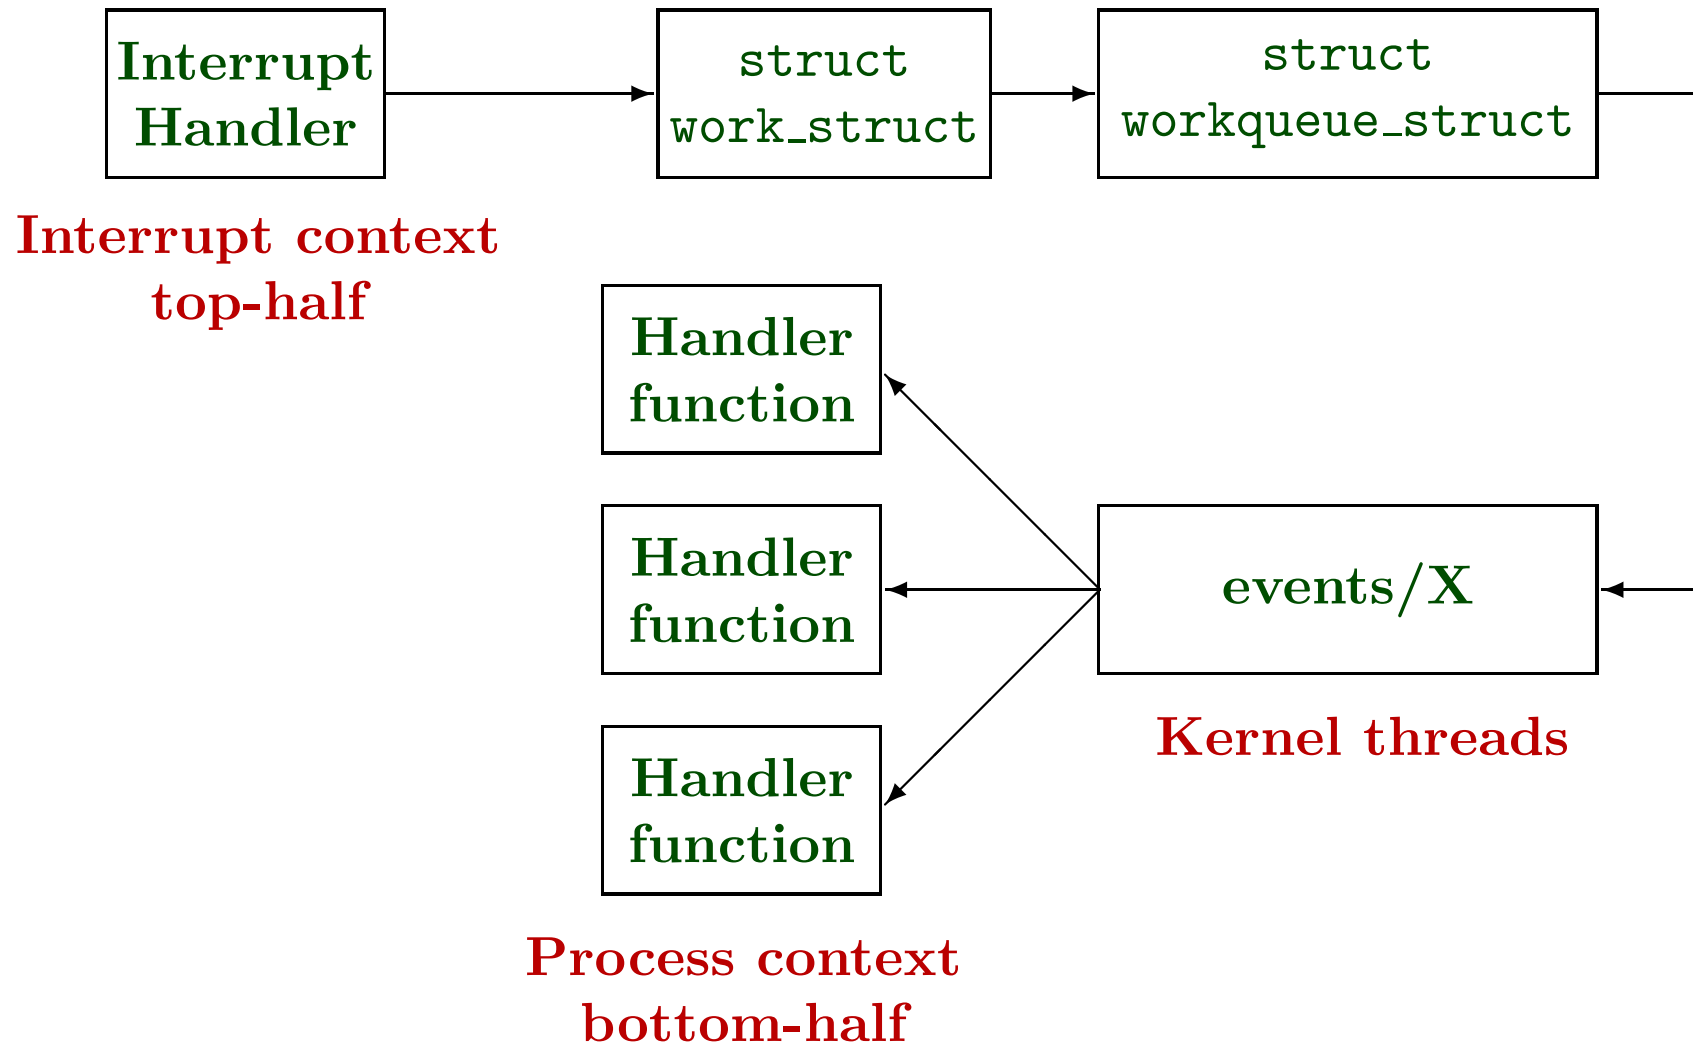 Interrupt
Handler
struct
work_struct
struct
workqueue_struct
Interrupt context
top-half
Handler
function
Handler
function
events/X
Handler
function
Kernel threads
Process context
bottom-half